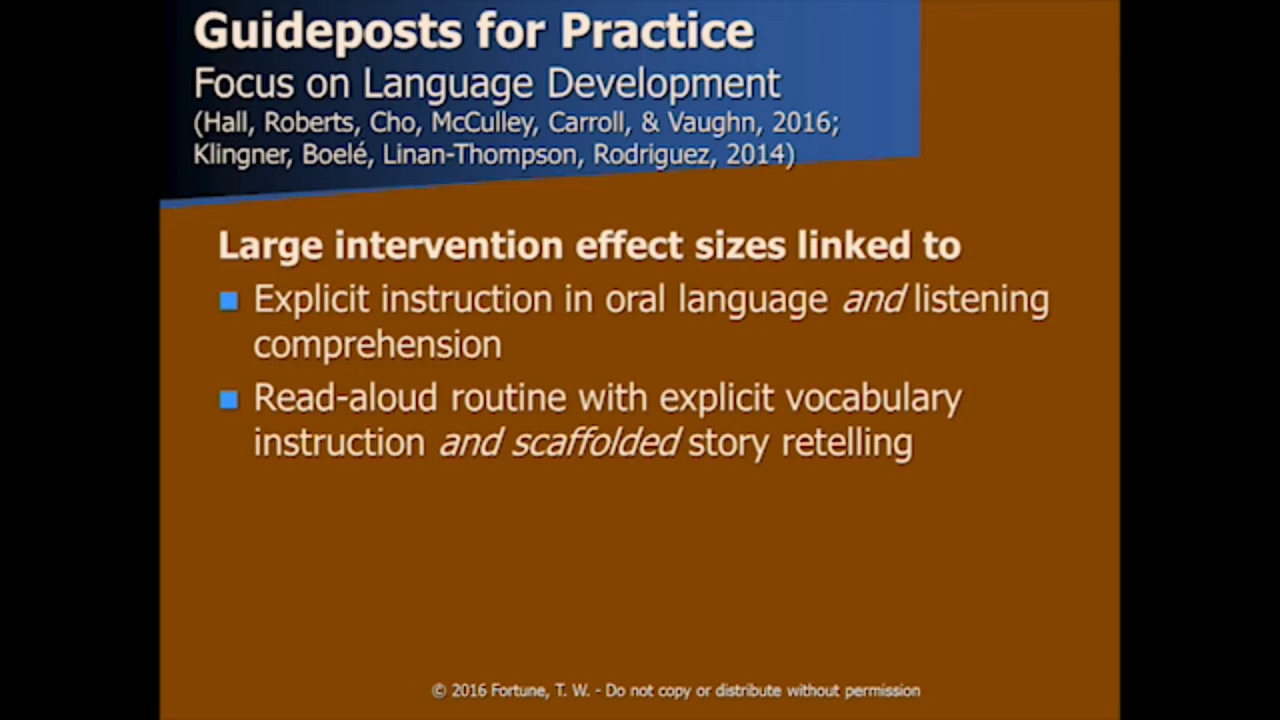 Guideposts for Practice
Focus on Language Development
(Hall, Roberts, Cho, McCulley, Carroll, & Vaughn, 2016;
Klingner, Boelé, Linan-Thompson, Rodriguez, 2014)
Large intervention effect sizes linked to
Explicit instruction in oral language and listening
comprehension
Read-aloud routine with explicit vocabulary
instruction and scaffolded story retelling
© 2016 Fortune, T. W. - Do not copy or distribute without permission